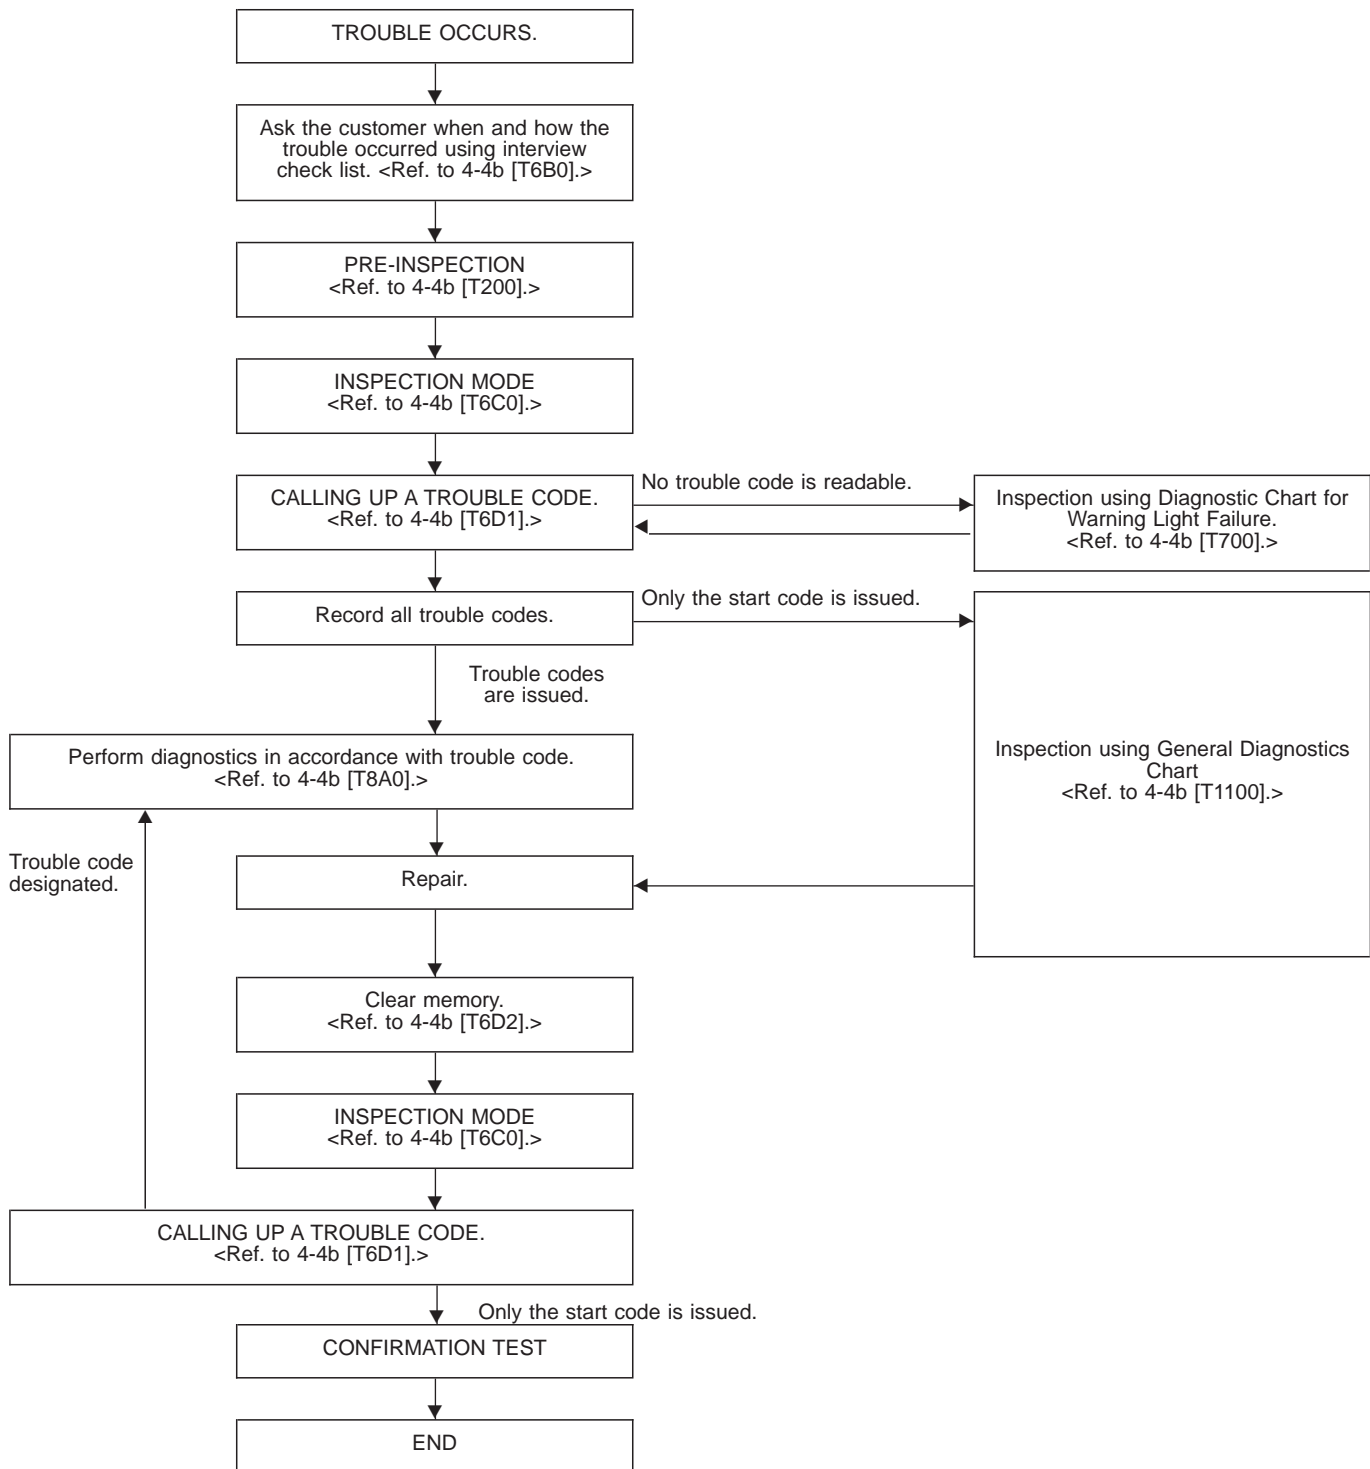 TROUBLE OCCURS.
Ask the customer when and how the
trouble occurred using interview
check list. <Ref. to 4-4b [T6B0].>
PRE-INSPECTION
<Ref. to 4-4b [T200].>
INSPECTION MODE
<Ref. to 4-4b [T6C0].>
CALLING UP A TROUBLE CODE.
<Ref. to 4-4b [T6D1].>
No trouble code is readable.
Inspection using Diagnostic Chart for
Warning Light Failure.
<Ref. to 4-4b [T700].>
Record all trouble codes.
Only the start code is issued.
Trouble codes
are issued.
Inspection using General Diagnostics
Chart
<Ref. to 4-4b [T1100].>
Perform diagnostics in accordance with trouble code.
<Ref. to 4-4b [T8A0].>
Trouble code
designated.
Repair.
Clear memory.
<Ref. to 4-4b [T6D2].>
INSPECTION MODE
<Ref. to 4-4b [T6C0].>
CALLING UP A TROUBLE CODE.
<Ref. to 4-4b [T6D1].>
Only the start code is issued.
CONFIRMATION TEST
END